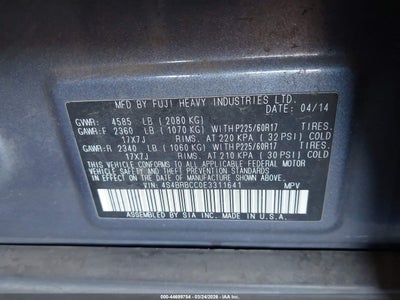 MFD BY FUJI HEAVY INDUSTRIES LTD.
DATE: 04/14
GVWR: 4585 LB (2080 KG)
GAWR:F 2360 LB (1070 KG) WITH P225/60R17 TIRES.
17X7J RIMS, AT 220 KPA (32 PSI) COLD
GAWR:R 2340 LB (1060 KG) WITH P225/60R17 TIRES.
17X7J RIMS, AT 210 KPA (30 PSI) COLD
THIS VEHICLE CONFORMS TO ALL APPLICABLE FEDERAL MOTOR
VEHICLE SAFETY AND THEFT PREVENTION STANDARDS IN
EFFECT ON THE DATE OF MANUFACTURE SHOWN ABOVE.
VIN: 4S4BRBCC0E3311641 MPV
ASSEMBLED BY SIA INC. MADE IN U.S.A.
000-44699754 - 03/24/2026 - IAAI.COM